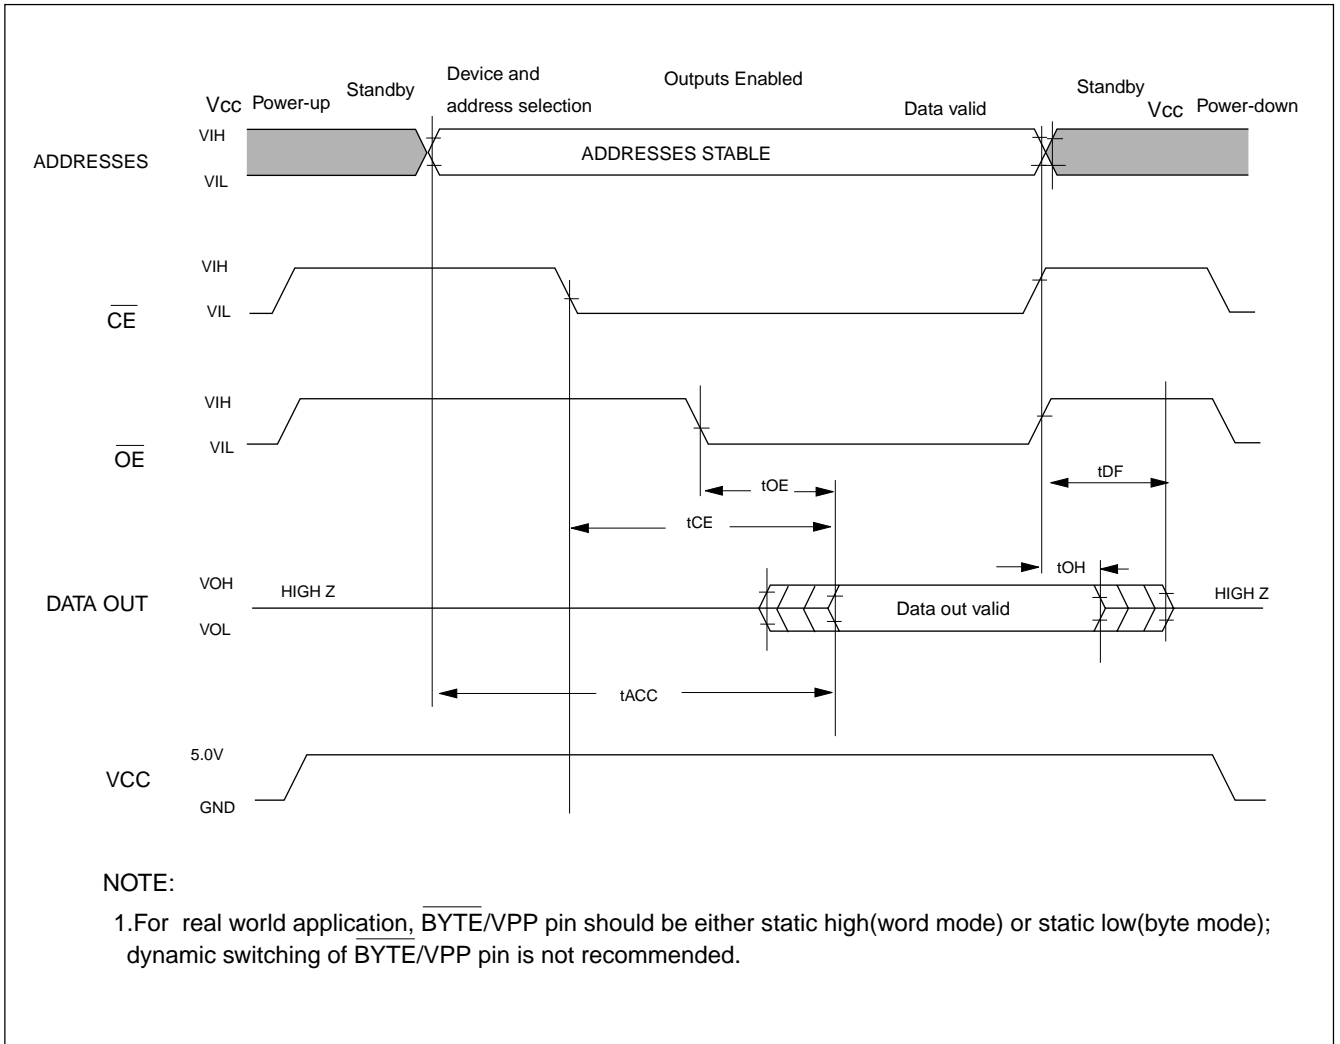 Device and
Outputs Enabled
Standby
Standby
Vcc Power-up
address selection
Data valid
Vcc Power-down
VIH
ADDRESSES
ADDRESSES STABLE
VIL
VIH
CE
VIL
VIH
OE
VIL
tDF
tOE
tCE
tOH
VOH
HIGH Z
HIGH Z
DATA OUT
Data out valid
VOL
tACC
5.0V
VCC
GND
NOTE:
1.For real world application, BYTE/VPP pin should be either static high(word mode) or static low(byte mode);
dynamic switching of BYTE/VPP pin is not recommended.